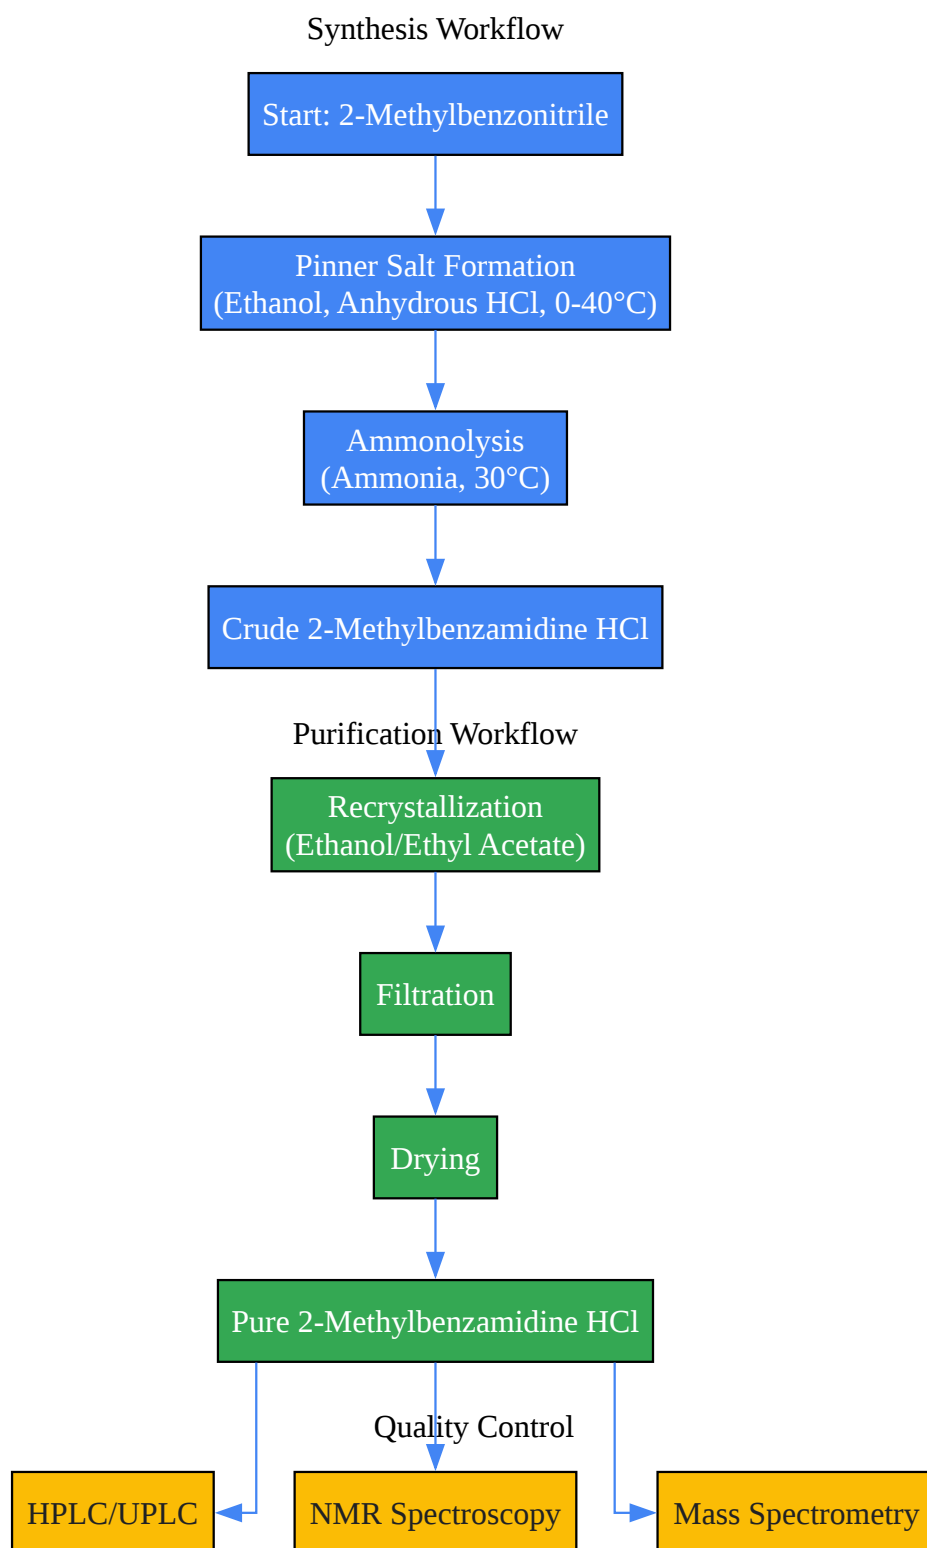 Synthesis Workflow
Start: 2-Methylbenzonitrile
Pinner Salt Formation
(Ethanol, Anhydrous HCl, 0-40°C)
Ammonolysis
(Ammonia, 30°C)
Crude 2-Methylbenzamidine HCl
Purification Workflow
Recrystallization
(Ethanol/Ethyl Acetate)
Filtration
Drying
Pure 2-Methylbenzamidine HCl
Quality Control
HPLC/UPLC
NMR Spectroscopy
Mass Spectrometry